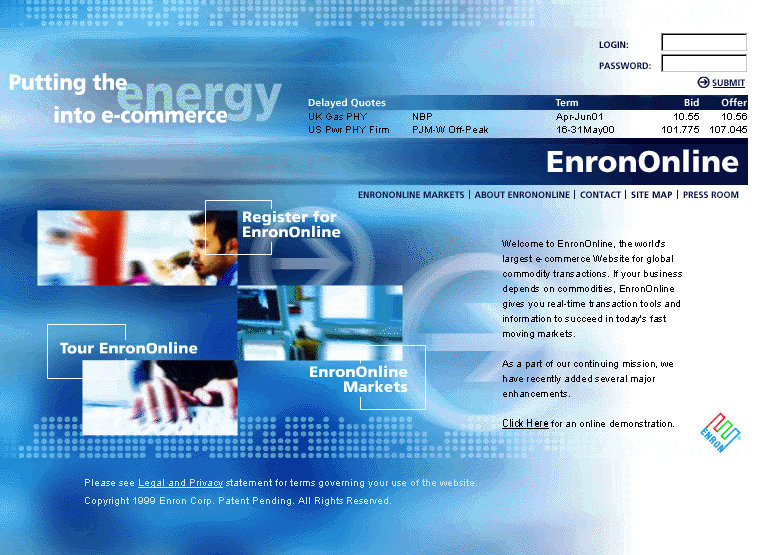 LOGIN:
PASSWORD:
SUBMIT
Putting the
energy
into e-commerce
Delayed Quotes Term Bid Offer
UK Gas PHY NBP Apr-Jun01 10.55 10.56
US Pwr PHY Firm PJM-W Off-Peak 16-31May00 101.775 107.045
EnronOnline
ENRONONLINE MARKETS | ABOUT ENRONONLINE | CONTACT | SITE MAP | PRESS ROOM
Register for
EnronOnline
Tour EnronOnline
EnronOnline
Markets
Welcome to EnronOnline, the world's
largest e-commerce Website for global
commodity transactions. If your business
depends on commodities, EnronOnline
gives you real-time transaction tools and
information to succeed in today's fast
moving markets.
As a part of our continuing mission, we
have recently added several major
enhancements.
Click Here for an online demonstration.
ENRON
Please see Legal and Privacy statement for terms governing your use of the website.
Copyright 1999 Enron Corp. Patent Pending. All Rights Reserved.